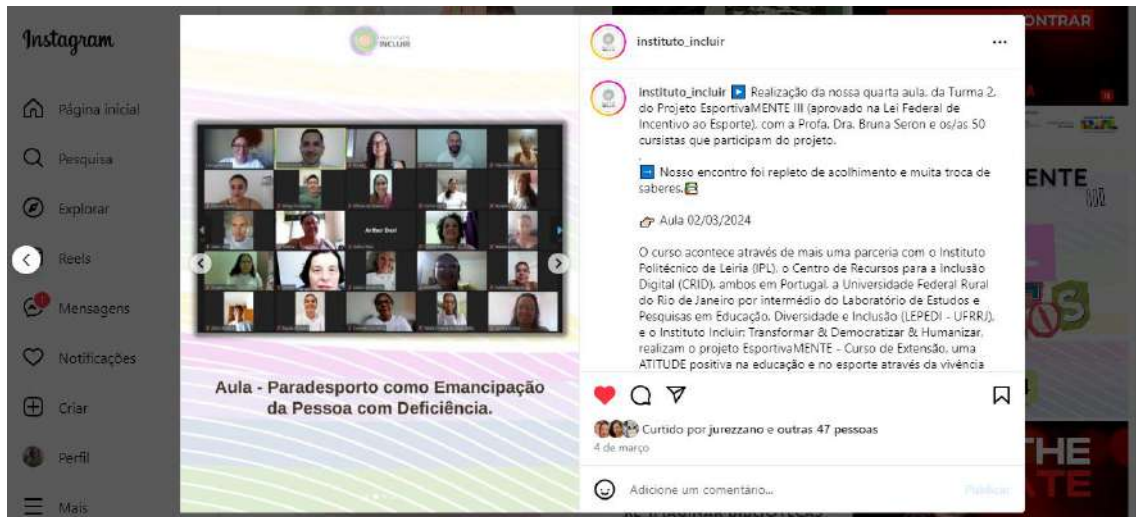 Instagram
Página inicial
Pesquisa
Explorar
Reels
Mensagens
Notificações
Criar
Perfil
Mais
INCLUIR
Arthur Davi
Aula - Paradesporto como Emancipação
da Pessoa com Deficiência.
instituto_incluir
instituto_incluir ▶️ Realização da nossa quarta aula, da Turma 2,
do Projeto EsportivaMENTE III (aprovado na Lei Federal de
Incentivo ao Esporte), com a Profa. Dra. Bruna Seron e os/as 50
cursistas que participam do projeto.
.
➡️ Nosso encontro foi repleto de acolhimento e muita troca de
saberes.
👉 Aula 02/03/2024
O curso acontece através de mais uma parceria com o Instituto
Politécnico de Leiria (IPL), o Centro de Recursos para a Inclusão
Digital (CRID), ambos em Portugal, a Universidade Federal Rural
do Rio de Janeiro por intermédio do Laboratório de Estudos e
Pesquisas em Educação, Diversidade e Inclusão (LEPEDI - UFRRJ),
e o Instituto Incluir: Transformar & Democratizar & Humanizar,
realizam o projeto EsportivaMENTE - Curso de Extensão, uma
ATITUDE positiva na educação e no esporte através da vivência
Curtido por jurezzano e outras 47 pessoas
4 de março
Adicione um comentário...
Publicar
ONTRAR
ENTE
THE
ATE